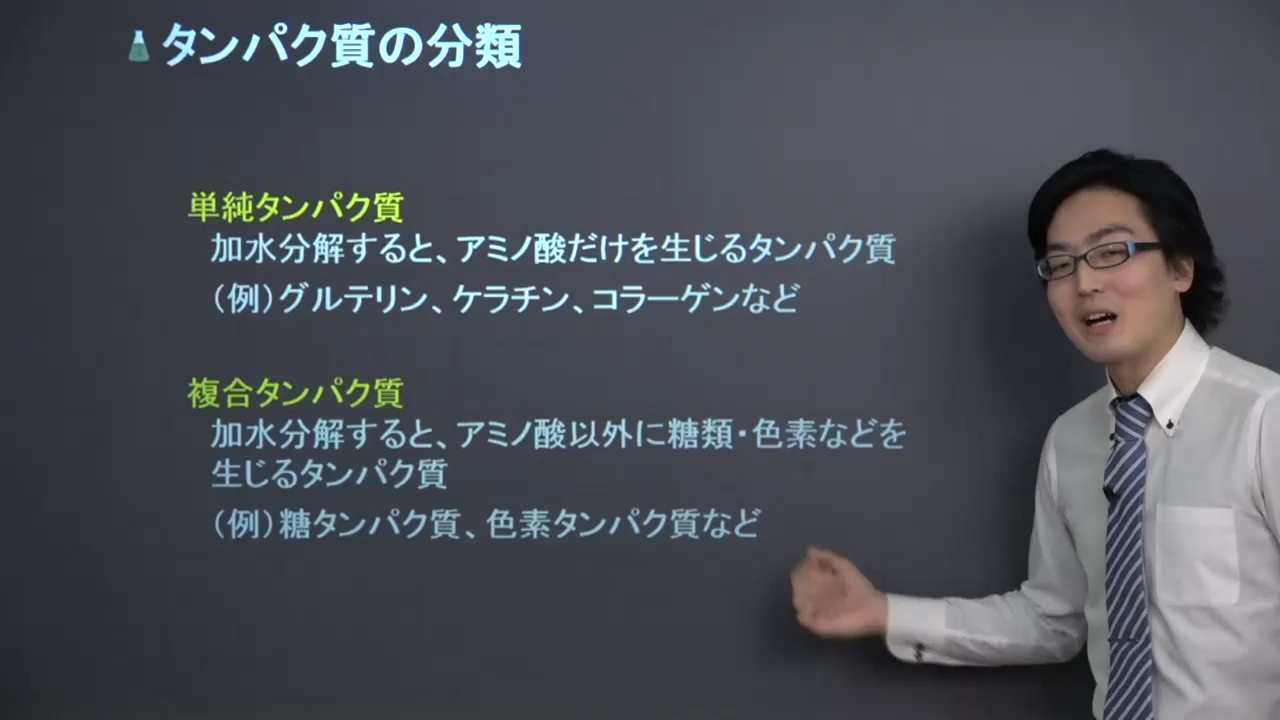 タンパク質の分類
単純タンパク質
加水分解すると、アミノ酸だけを生じるタンパク質
（例）グルテリン、ケラチン、コラーゲンなど
複合タンパク質
加水分解すると、アミノ酸以外に糖類・色素などを
生じるタンパク質
（例）糖タンパク質、色素タンパク質など